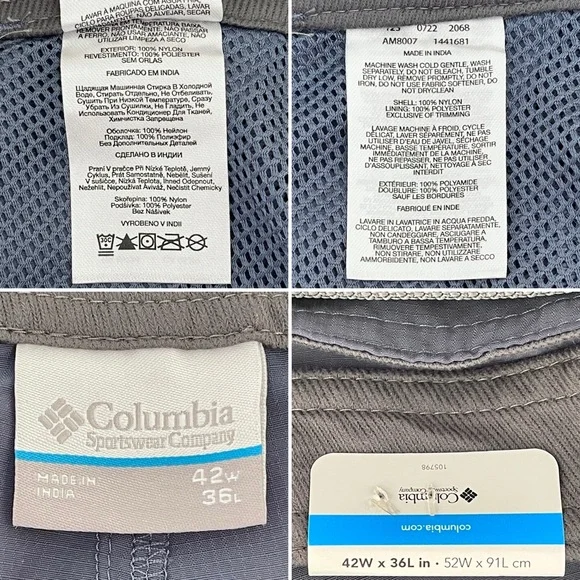 LAVAR À MÁQUINA COM ÁGUA FRIA,
CICLO PARA ROUPAS DELICADAS, LAVAR
A FERRO, NÃO USAR AMACIANTES, NÃO
UTILIZAR LIMPEZA A SECO
EXTERIOR: 100% NYLON
REVESTIMENTO: 100% POLIESTER
SEM ORLAS
FABRICADO EM INDIA
Щадящая Машинная Стирка В Холодной
Воде, Стирать Отдельно, Не Отбеливать,
Сушить При Низкой Температуре, Сразу
Убрать Из Сушилки, Не Гладить, Не
Использовать Кондиционер Для Тканей,
Химчистка Запрещена
Оболочка: 100% Нейлон
Подклад: 100% Полиэфир
Без Дополнительных Деталей
СДЕЛАНО В ИНДИИ
Praní V pračce Při Nízké Teplotě, Jemný
Cyklus, Prát Samostatně, Nebělit, Sušení
V sušičce, Nízká Teplota, Ihned Vyjmout,
Nežehlit, Nepoužívat Aviváž, Nečistit Chemicky
Skořepina: 100% Nylon
Podšívka: 100% Polyester
Bez Nášivek
VYROBENO V INDII
30C
123 0722 2068
AM8007 1441681
MADE IN INDIA
MACHINE WASH COLD GENTLE, WASH
SEPARATELY, DO NOT BLEACH, TUMBLE
DRY LOW, REMOVE PROMPTLY, DO NOT
IRON, DO NOT USE FABRIC SOFTENER, DO
NOT DRYCLEAN
SHELL: 100% NYLON
LINING: 100% POLYESTER
EXCLUSIVE OF TRIMMING
LAVAGE MACHINE À FROID, CYCLE
DÉLICAT, LAVER SÉPARÉMENT, NE PAS
UTILISER D'EAU DE JAVEL, SÉCHAGE
MACHINE, BASSE TEMPÉRATURE, SORTIR
IMMÉDIATEMENT DE LA MACHINE,
NE PAS REPASSER, NE PAS UTILISER
D'ASSOUPLISSANT, NETTOYAGE À SEC
INTERDIT
EXTÉRIEUR: 100% POLYAMIDE
DOUBLURE: 100% POLYESTER
SAUF LES BORDURES
FABRIQUÉ EN INDE
LAVARE IN LAVATRICE IN ACQUA FREDDA,
CICLO DELICATO, LAVARE SEPARATAMENTE,
NON CANDEGGIARE, ASCIUGARE A
BASSA TEMPERATURA,
RIMUOVERE TEMPESTIVAMENTE,
NON STIRARE, NON UTILIZZARE
AMMORBIDENTE, NON LAVARE A SECCO
Columbia
Sportswear Company
MADE IN
INDIA
42W
36L
105798
Columbia
Sportswear Company
columbia.com
42W x 36L in · 52W x 91L cm